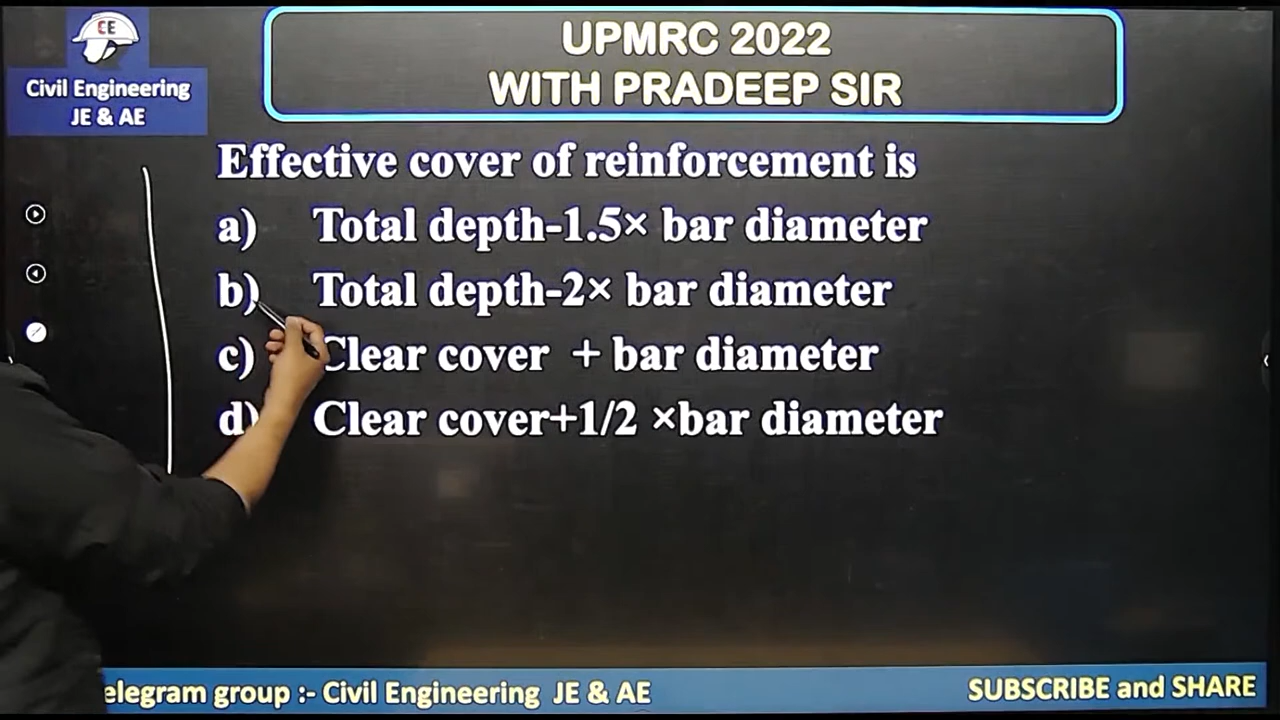 CE
Civil Engineering
JE & AE
UPMRC 2022
WITH PRADEEP SIR
Effective cover of reinforcement is
a) Total depth-1.5× bar diameter
b) Total depth-2× bar diameter
c) Clear cover + bar diameter
d) Clear cover+1/2 ×bar diameter
elegram group :- Civil Engineering JE & AE
SUBSCRIBE and SHARE